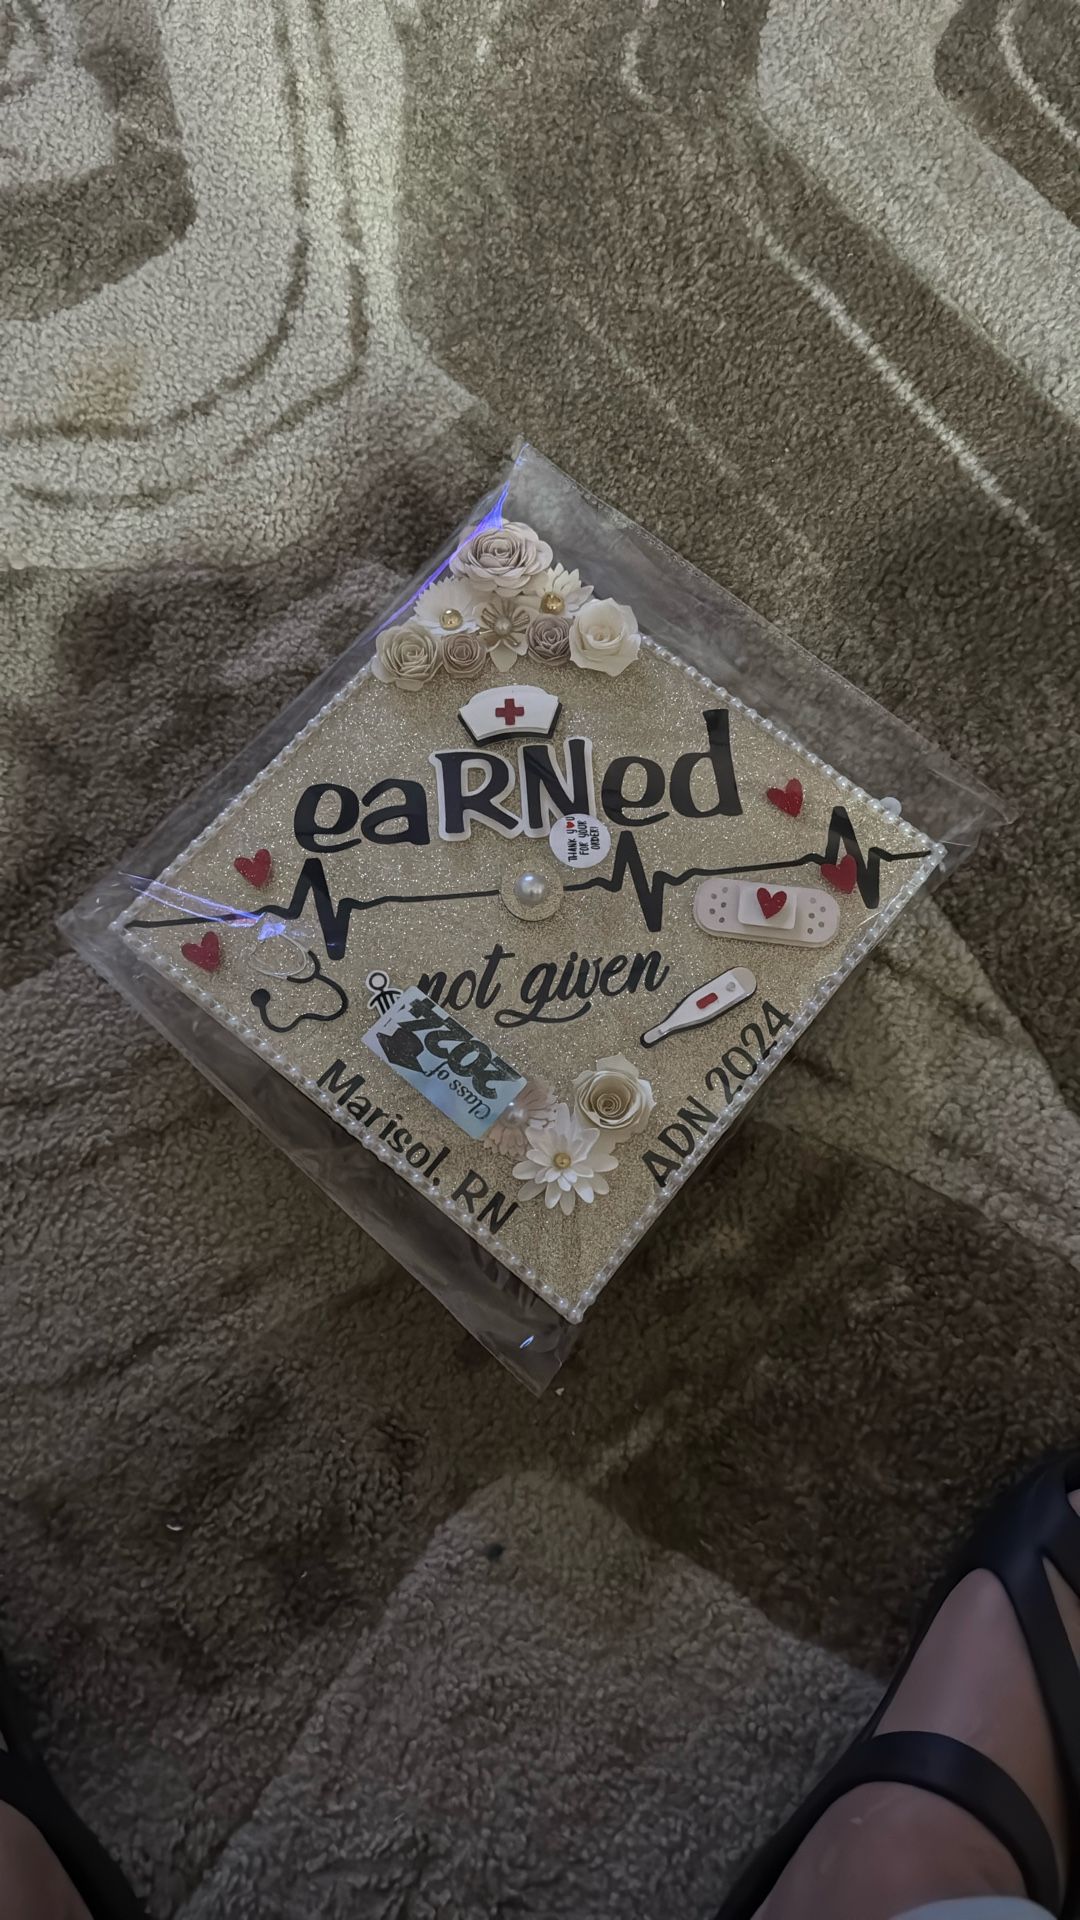 eaRNed
THANK YOU
FOR YOUR
ORDER!
not given
Class of
2024
Marisol, RN
ADN 2024